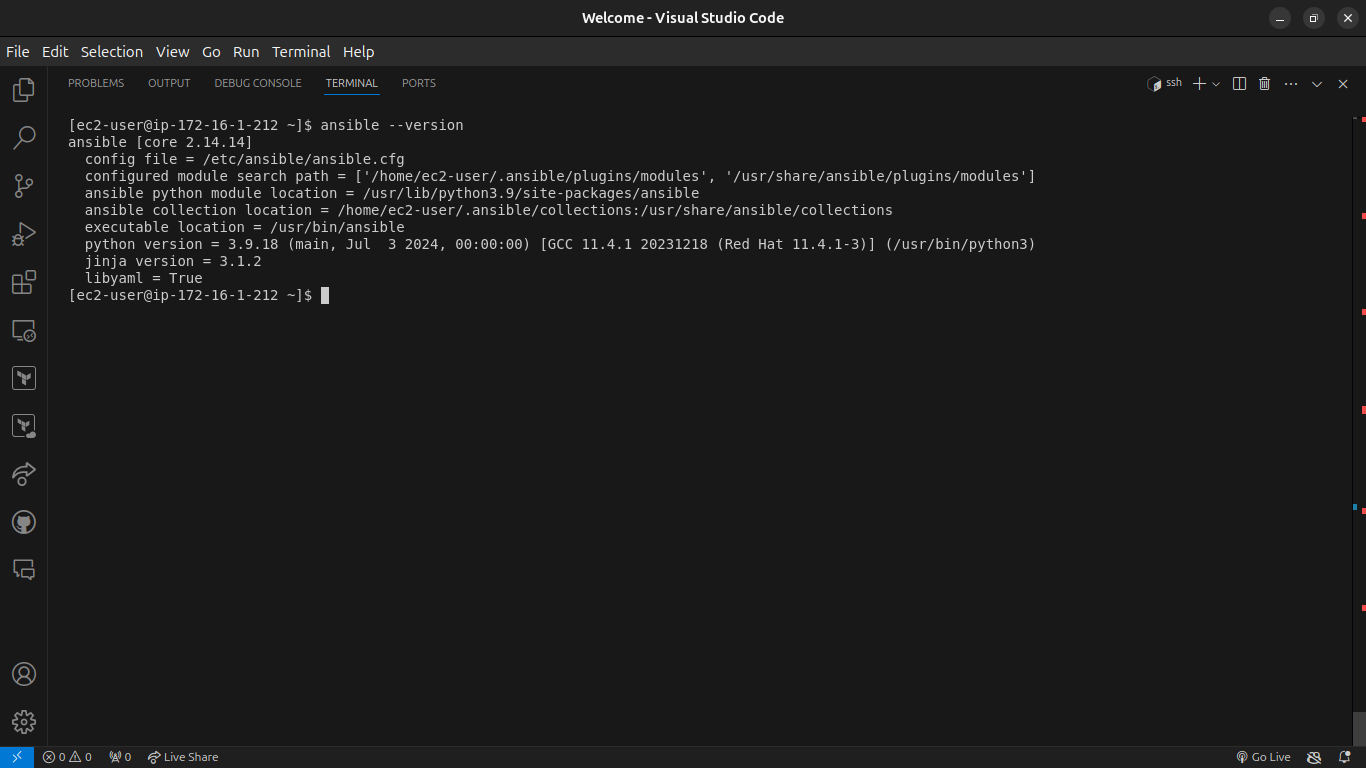 Welcome - Visual Studio Code
File Edit Selection View Go Run Terminal Help
PROBLEMS OUTPUT DEBUG CONSOLE TERMINAL PORTS ssh
[ec2-user@ip-172-16-1-212 ~]$ ansible --version
ansible [core 2.14.14]
  config file = /etc/ansible/ansible.cfg
  configured module search path = ['/home/ec2-user/.ansible/plugins/modules', '/usr/share/ansible/plugins/modules']
  ansible python module location = /usr/lib/python3.9/site-packages/ansible
  ansible collection location = /home/ec2-user/.ansible/collections:/usr/share/ansible/collections
  executable location = /usr/bin/ansible
  python version = 3.9.18 (main, Jul  3 2024, 00:00:00) [GCC 11.4.1 20231218 (Red Hat 11.4.1-3)] (/usr/bin/python3)
  jinja version = 3.1.2
  libyaml = True
[ec2-user@ip-172-16-1-212 ~]$
0 0 0 Live Share Go Live